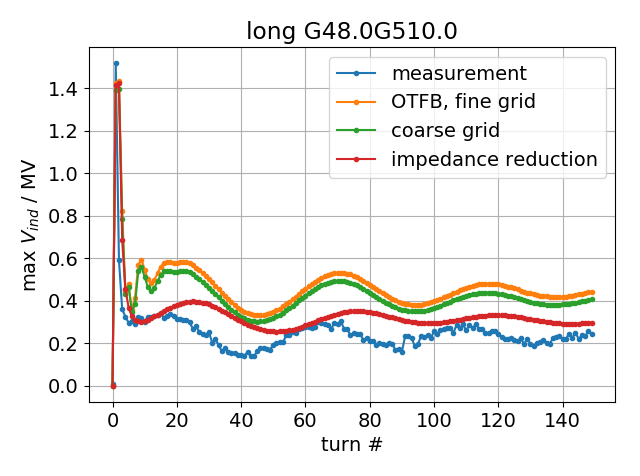 long G48.0G510.0
measurement
OTFB, fine grid
coarse grid
impedance reduction
max V_ind / MV
1.4
1.2
1.0
0.8
0.6
0.4
0.2
0.0
0 20 40 60 80 100 120 140
turn #